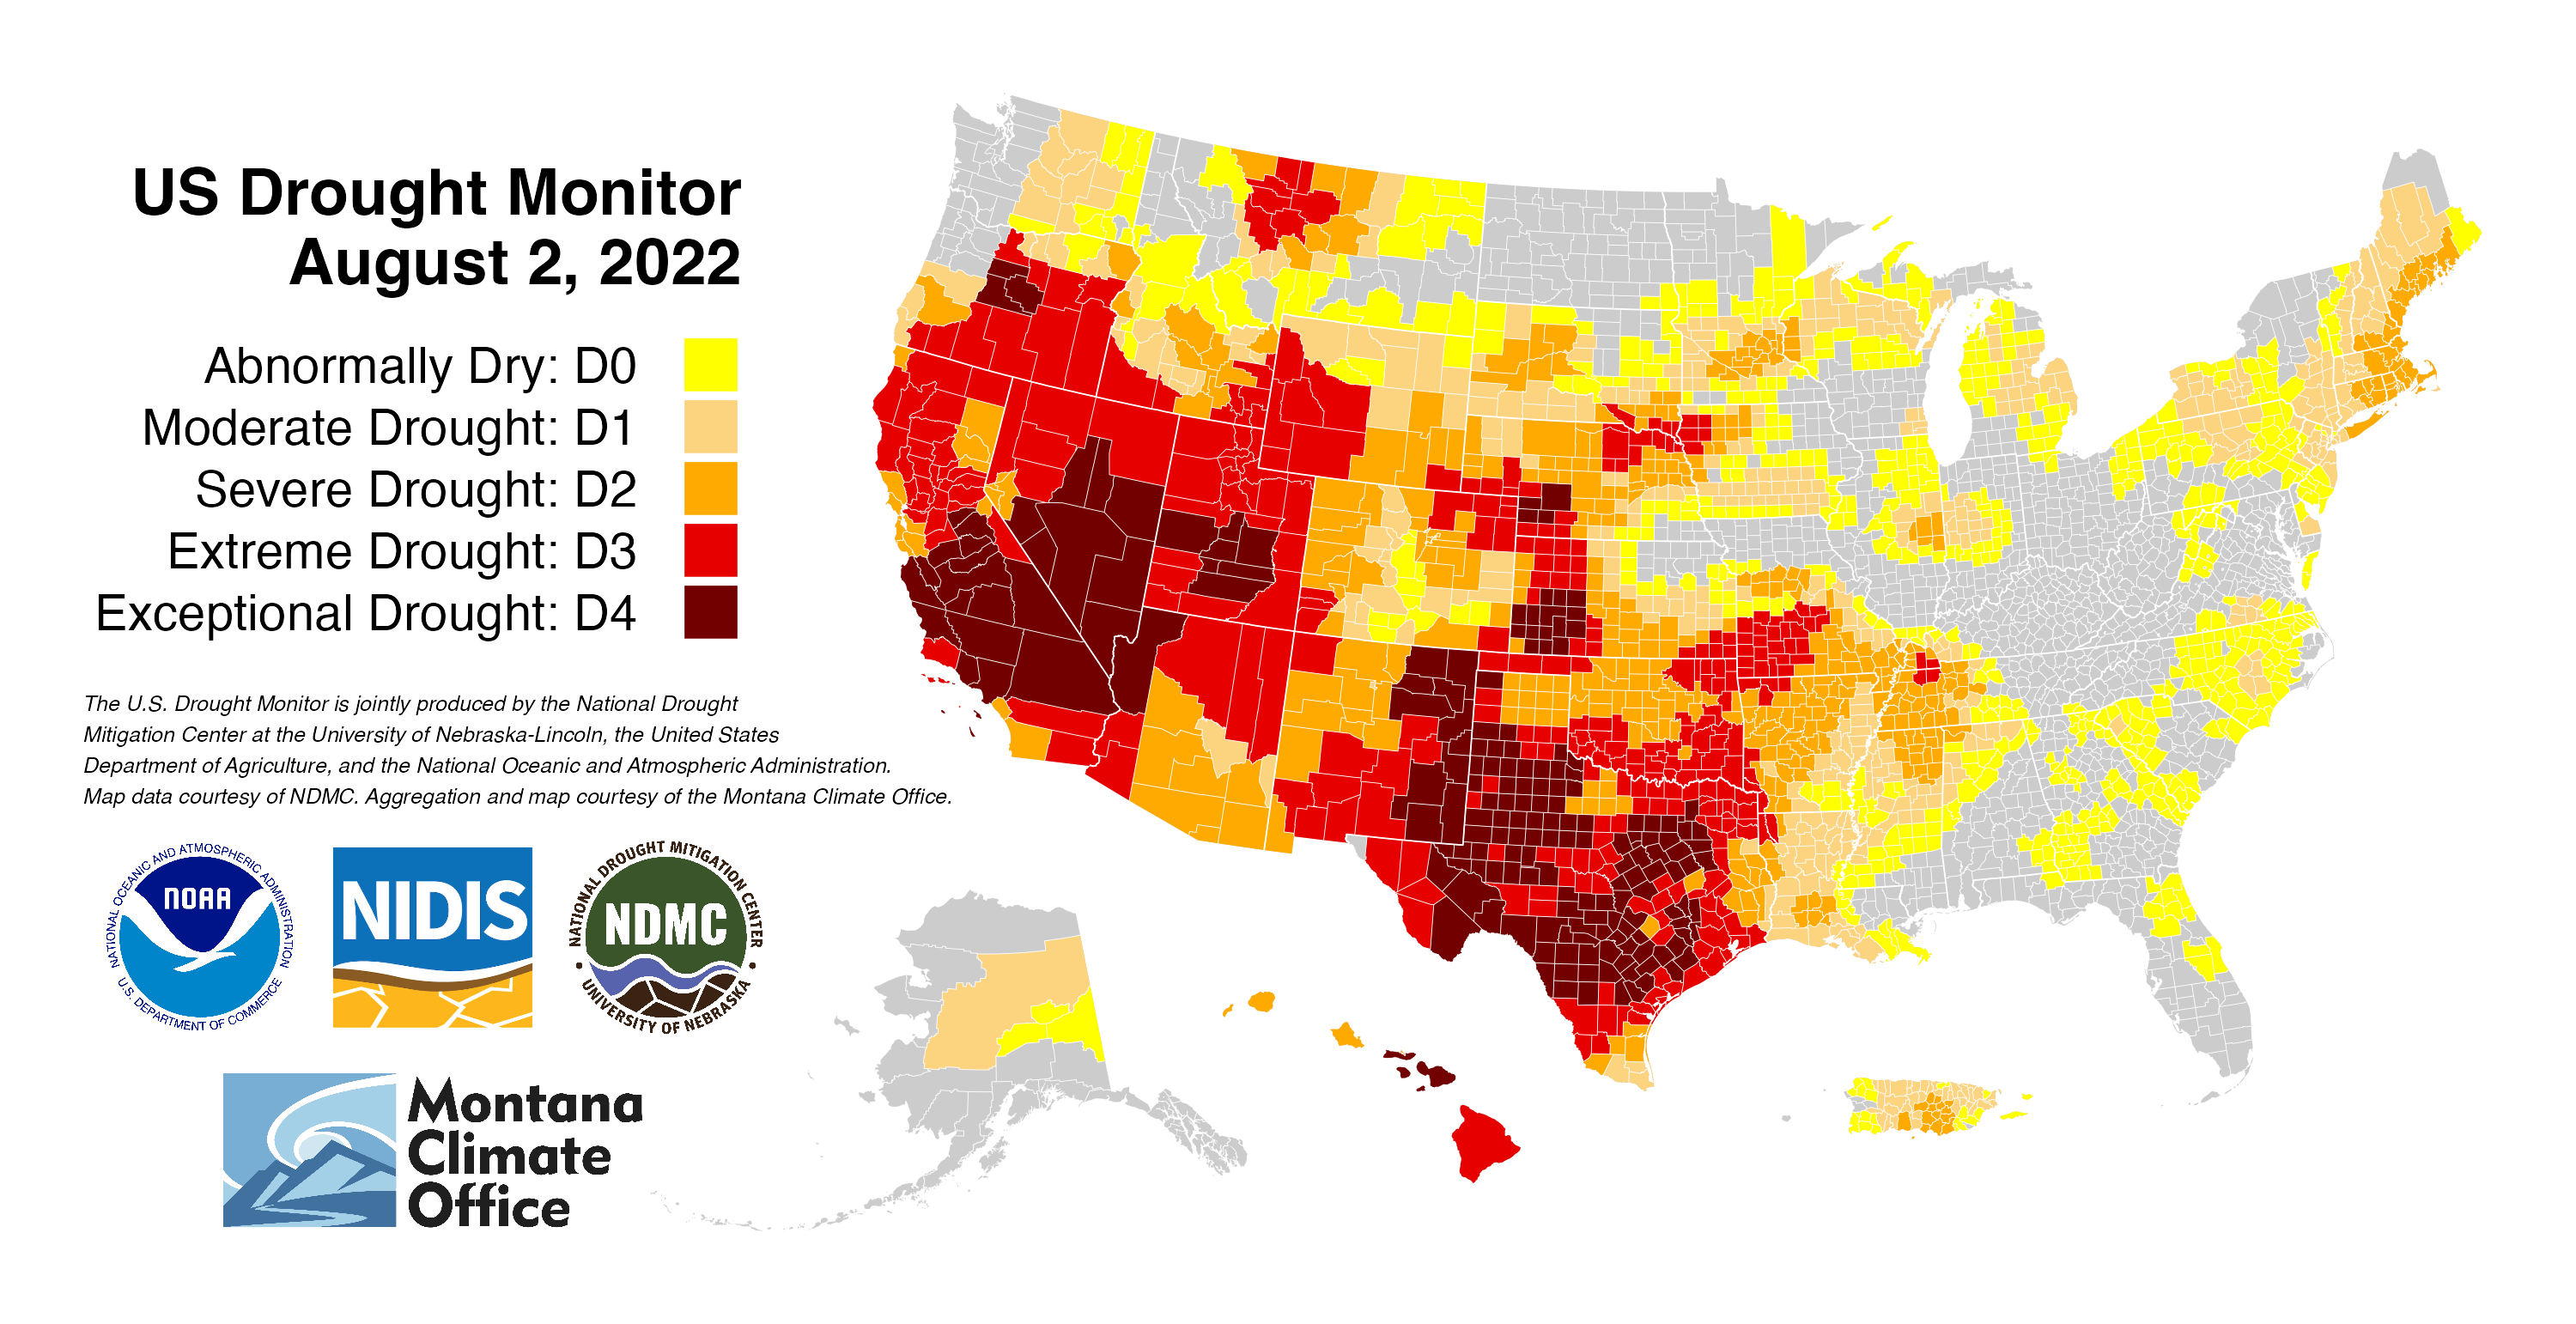 US Drought Monitor
August 2, 2022
Abnormally Dry: D0
Moderate Drought: D1
Severe Drought: D2
Extreme Drought: D3
Exceptional Drought: D4
The U.S. Drought Monitor is jointly produced by the National Drought
Mitigation Center at the University of Nebraska-Lincoln, the United States
Department of Agriculture, and the National Oceanic and Atmospheric Administration.
Map data courtesy of NDMC. Aggregation and map courtesy of the Montana Climate Office.
NATIONAL OCEANIC AND ATMOSPHERIC ADMINISTRATION
NOAA
U.S. DEPARTMENT OF COMMERCE
NIDIS
NATIONAL DROUGHT MITIGATION CENTER
NDMC
UNIVERSITY OF NEBRASKA
Montana
Climate
Office